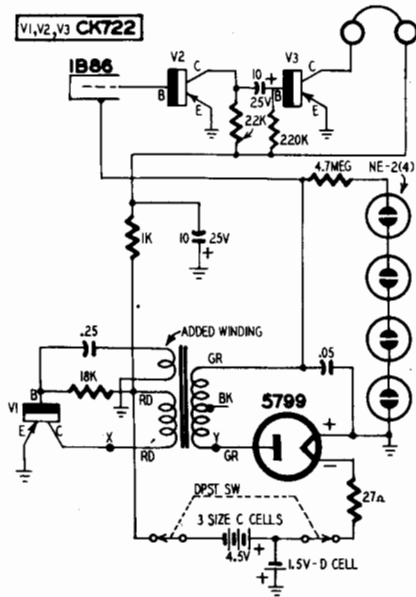 V1,V2,V3 CK722
1B86
V2
C
B
E
10
25V
+
V3
C
B
E
22K
220K
4.7MEG
NE-2(4)
1K
10
25V
+
.25
ADDED WINDING
18K
V1
B
E
C
X
RD
RD
GR
BK
Y
GR
.05
5799
+
−
27Ω
DPST SW
3 SIZE C CELLS
4.5V
+
1.5V-D CELL
+